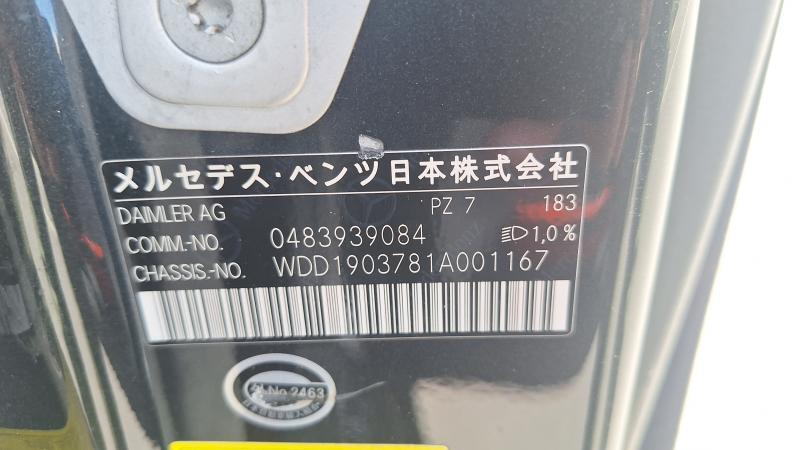 メルセデス・ベンツ日本株式会社
DAIMLER AG PZ 7 183
COMM.-NO. 0483939084 1,0%
CHASSIS.-NO. WDD1903781A001167
外.No.2463